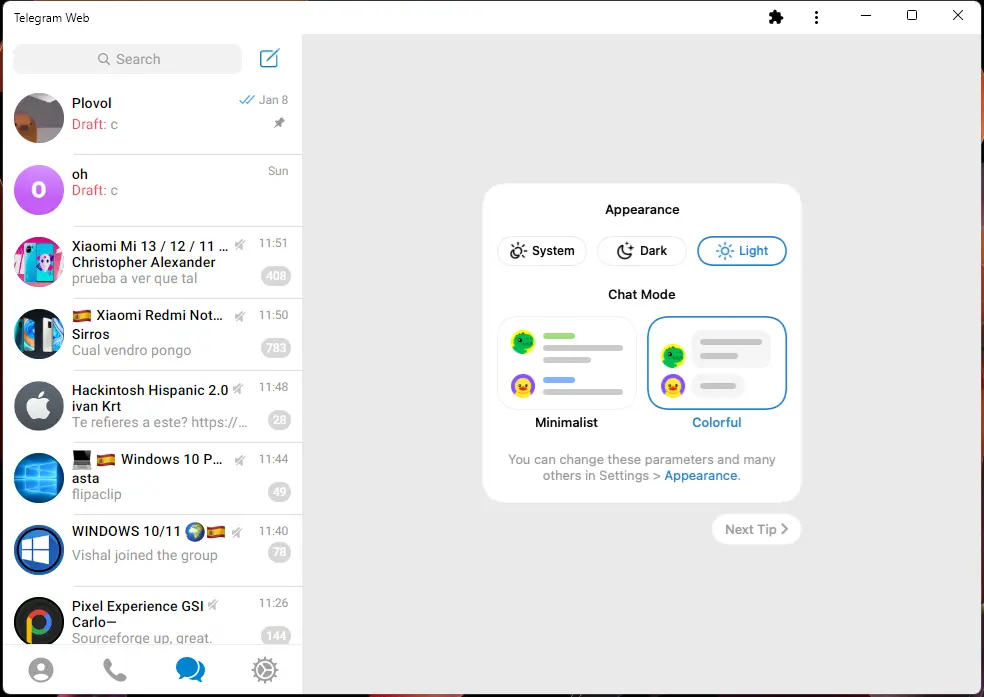 Telegram Web
Search
Plovol
Jan 8
Draft: c
oh
Sun
Draft: c
O
Xiaomi Mi 13 / 12 / 11 ...
11:51
Christopher Alexander
prueba a ver que tal
408
Xiaomi Redmi Not...
11:50
Sirros
Cual vendro pongo
783
Hackintosh Hispanic 2.0
11:48
ivan Krt
Te refieres a este? https:/...
28
Windows 10 P...
11:44
asta
flipaclip
49
WINDOWS 10/11
11:40
Vishal joined the group
78
Pixel Experience GSI
11:26
Carlo—
Sourceforge up, great.
144
Appearance
System
Dark
Light
Chat Mode
Minimalist
Colorful
You can change these parameters and many
others in Settings > Appearance.
Next Tip